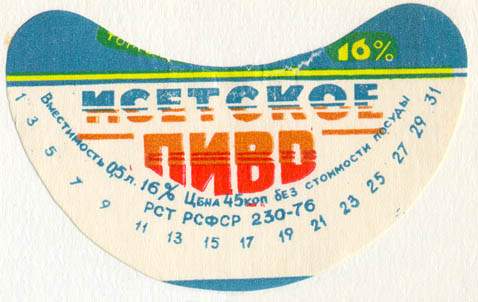 16%
ИСЕТСКОЕ
ПИВО
Вместимость 0,5 л. 16% Цена 45 коп без стоимости посуды
РСТ РСФСР 230-76
1 3 5 7 9 11 13 15 17 19 21 23 25 27 29 31